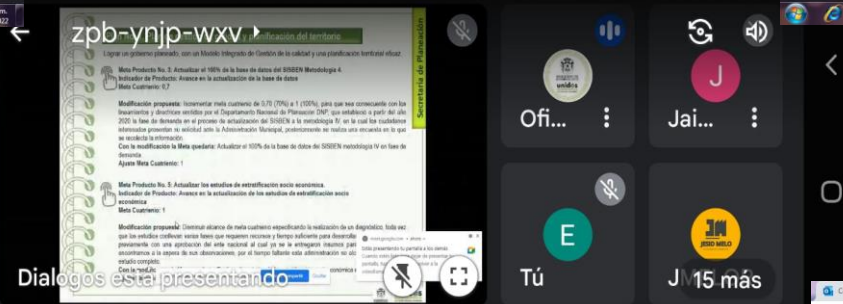 m.
022
zpb-ynjp-wxv
y planificación del territorio
Lograr un gobierno planeado, con un Modelo Integrado de Gestión de la calidad y una planificación territorial eficaz
Meta Producto No. 3: Actualizar el 100% de la base de datos del SISBEN Metodología 4
Indicador de Producto: Avance en la actualización de la base de datos
Meta Cuatrienio: 0,7
Modificación propuesta: Incrementar meta cuatrienio de 0,70 (70%) a 1 (100%), para que sea consecuente con los
lineamientos y directrices emitidos por el Departamento Nacional de Planeación DNP, que estableció a partir del año
2020 la fase de demanda en el proceso de actualización del SISBEN a la metodología IV, en la cual los ciudadanos
interesados presentan su solicitud ante la Administración Municipal, posteriormente se realiza una encuesta en la que
se recolecta la información.
Con la modificación la Meta quedaría: Actualizar el 100% de la base de datos del SISBEN metodología IV en fase de
demanda
Ajuste Meta Cuatrienio: 1
Meta Producto No. 5: Actualizar los estudios de estratificación socio económica.
Indicador de Producto: Avance en la actualización de los estudios de estratificación socio
económica
Meta Cuatrienio: 1
Modificación propuesta: Disminuir alcance de meta cuatrienio especificando la realización de un diagnóstico, toda vez
que los estudios conllevan varias fases que requieren recursos y tiempo suficiente para desarrollar
previamente con una aprobación del ente nacional al cual ya se le entregaron insumos para
encontramos a la espera de sus observaciones, por el tiempo faltante esta administración no
estudio completo.
Con la
Secretaría de Planeación
Dialogos está presentando
unidos
Ofi...
J
Jai...
E
Tú
JM
JESID MELO
J
15 más